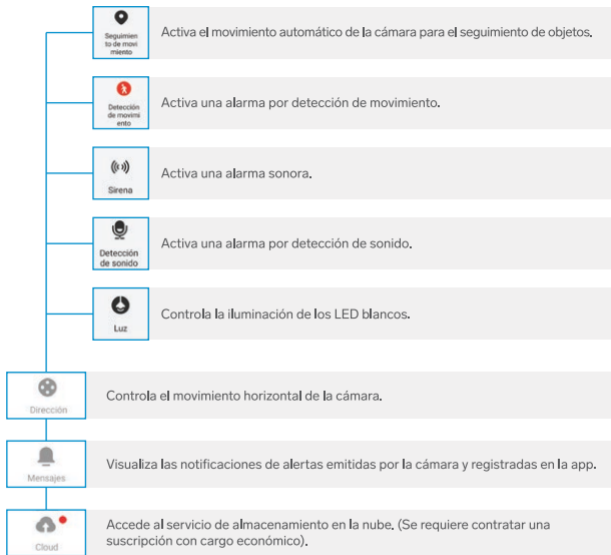 Seguimien
to de movi
miento
Activa el movimiento automático de la cámara para el seguimiento de objetos.
Detección
de movimi
ento
Activa una alarma por detección de movimiento.
Sirena
Activa una alarma sonora.
Detección
de sonido
Activa una alarma por detección de sonido.
Luz
Controla la iluminación de los LED blancos.
Dirección
Controla el movimiento horizontal de la cámara.
Mensajes
Visualiza las notificaciones de alertas emitidas por la cámara y registradas en la app.
Cloud
Accede al servicio de almacenamiento en la nube. (Se requiere contratar una
suscripción con cargo económico).